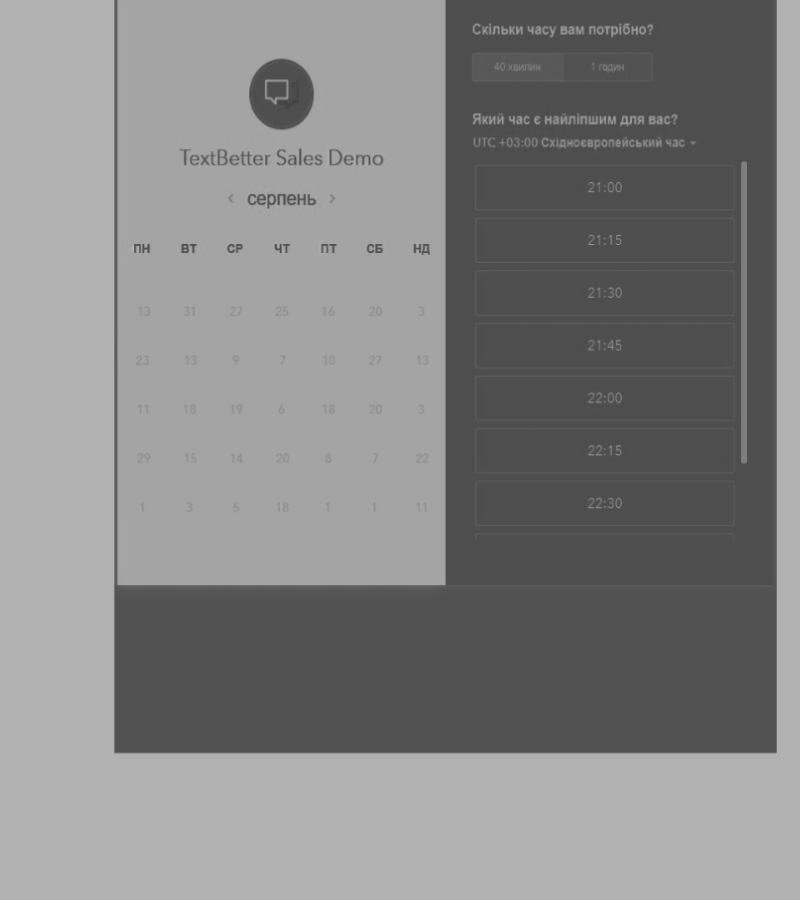 TextBetter Sales Demo
‹ серпень ›
ПН ВТ СР ЧТ ПТ СБ НД
13 31 27 25 16 20 3
23 13 9 7 10 27 13
11 18 19 6 18 20 3
29 15 14 20 8 7 22
1 3 5 18 1 1 11
Скільки часу вам потрібно?
40 хвилин 1 годин
Який час є найліпшим для вас?
UTC +03:00 Східноєвропейський час
21:00
21:15
21:30
21:45
22:00
22:15
22:30